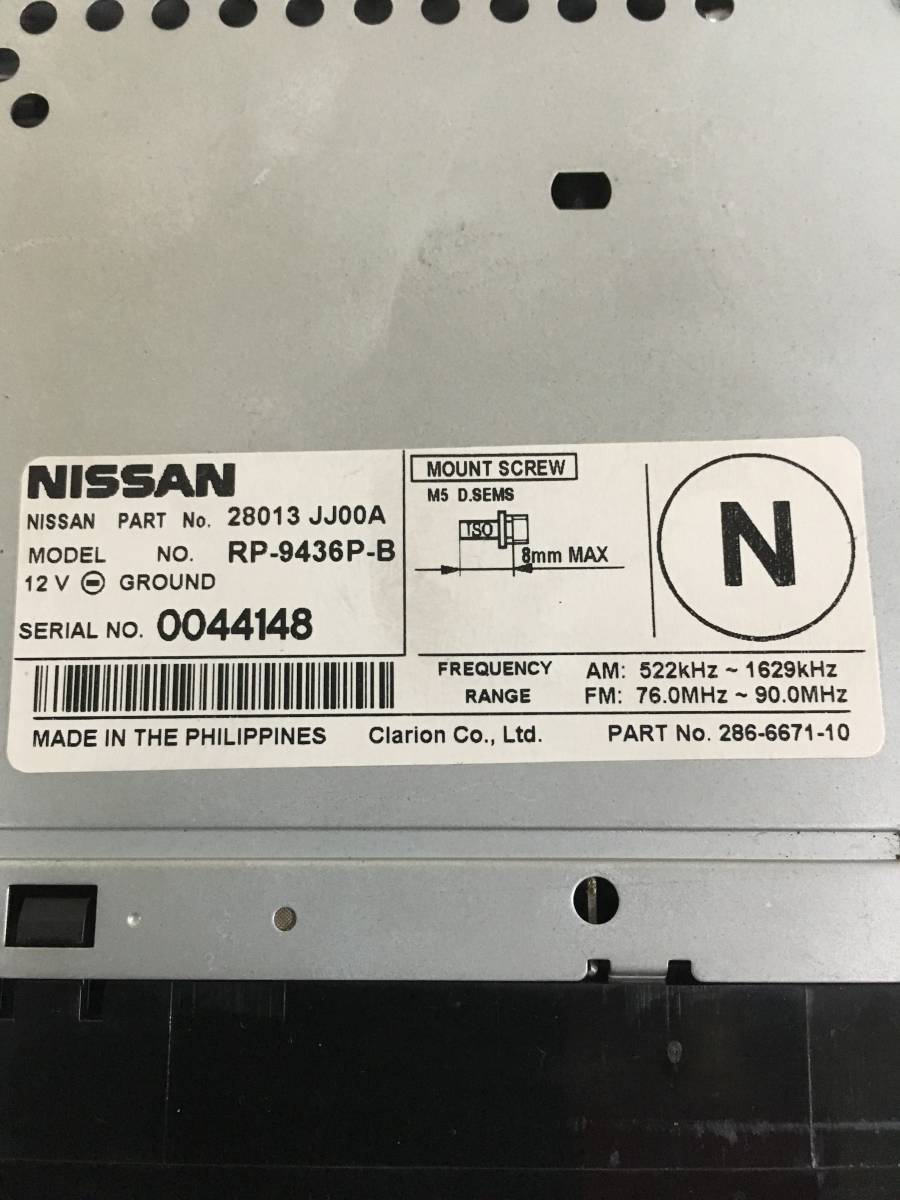 NISSAN
NISSAN PART No. 28013 JJ00A
MODEL NO. RP-9436P-B
12 V ⊖ GROUND
SERIAL NO. 0044148
MOUNT SCREW
M5 D.SEMS
ISO
8mm MAX
N
FREQUENCY RANGE
AM: 522kHz ~ 1629kHz
FM: 76.0MHz ~ 90.0MHz
MADE IN THE PHILIPPINES Clarion Co., Ltd. PART No. 286-6671-10